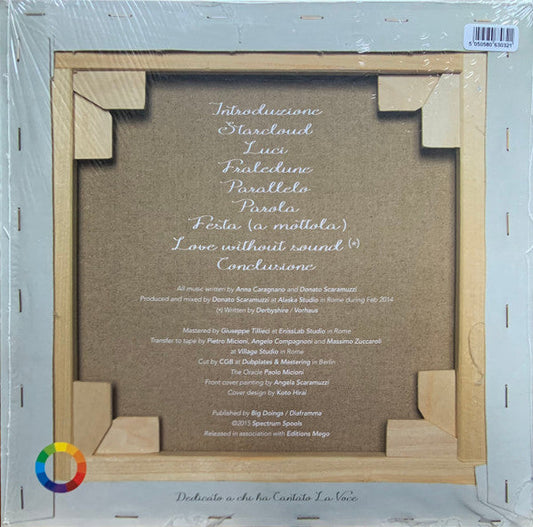 5 050580 630321
Introduzione
Starcloud
Luci
Fraledune
Parallelo
Parola
Festa (a mottola)
Love without sound (*)
Conclusione
All music written by Anna Caragnano and Donato Scaramuzzi
Produced and mixed by Donato Scaramuzzi at Alaska Studio in Rome during Feb 2014
(*) Written by Derbyshire / Vorhaus
Mastered by Giuseppe Tillieci at EnissLab Studio in Rome
Transfer to tape by Pietro Micioni, Angelo Compagnoni and Massimo Zuccaroli
at Village Studio in Rome
Cut by CGB at Dubplates & Mastering in Berlin
The Oracle Paolo Micioni
Front cover painting by Angela Scaramuzzi
Cover design by Koto Hirai
Published by Big Doings / Diaframma
©2015 Spectrum Spools
Released in association with Editions Mego
Dedicato a chi ha Cantato La Voce